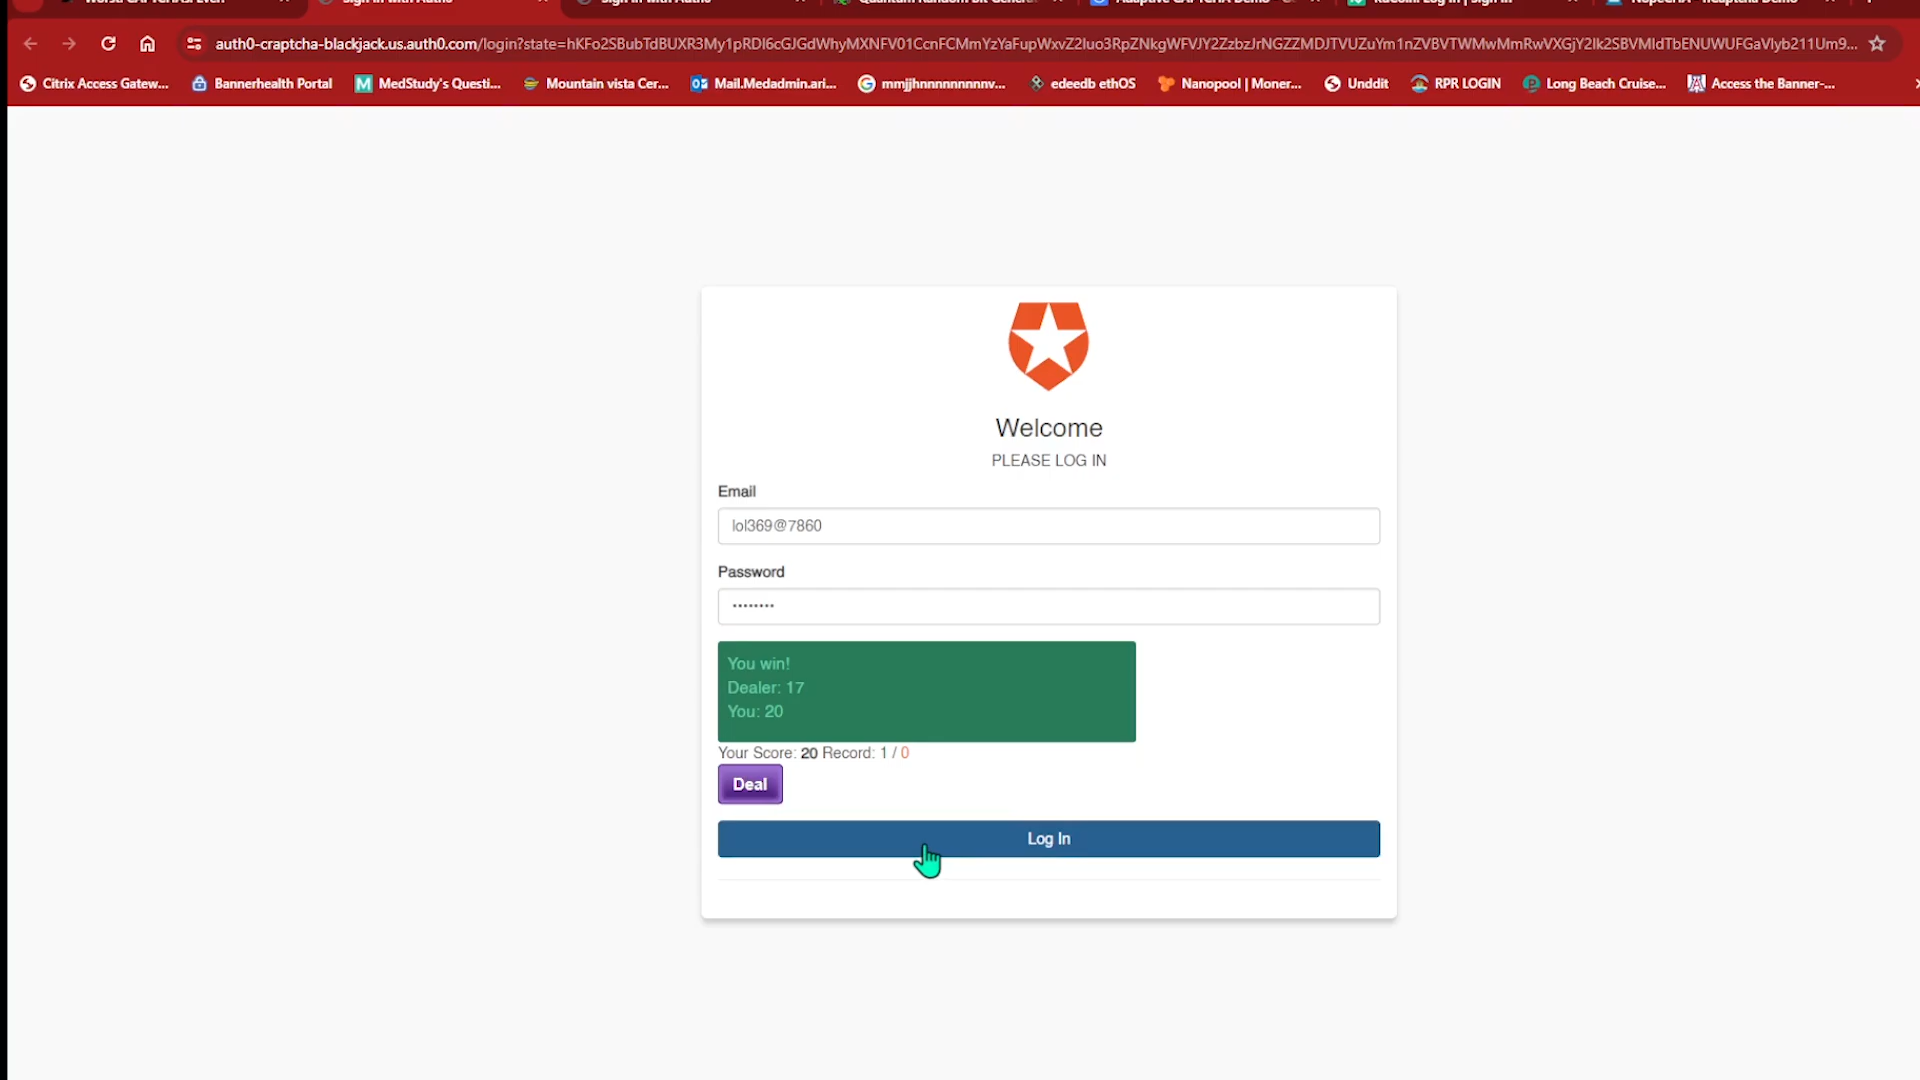 auth0-craptcha-blackjack.us.auth0.com/login?state=
Citrix Access Gatew... Bannerhealth Portal MedStudy's Questi... Mountain vista Cer... Mail.Medadmin.ari... mmjjhnnnnnnnnnv... edeedb ethOS Nanopool | Moner... Unddit RPR LOGIN Long Beach Cruise... Access the Banner-...
Welcome
PLEASE LOG IN
Email
lol369@7860
Password
You win!
Dealer: 17
You: 20
Your Score: 20 Record: 1 / 0
Deal
Log In